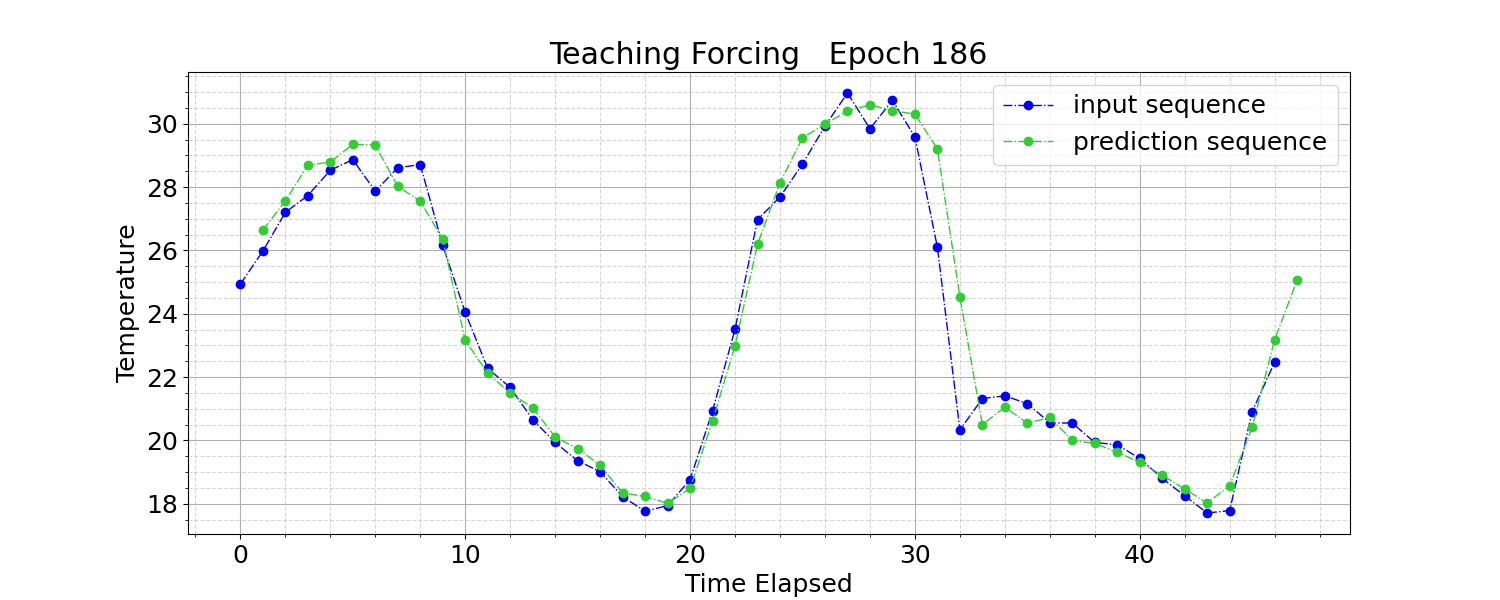 Teaching Forcing   Epoch 186
input sequence
prediction sequence
Temperature
30
28
26
24
22
20
18
0 10 20 30 40
Time Elapsed